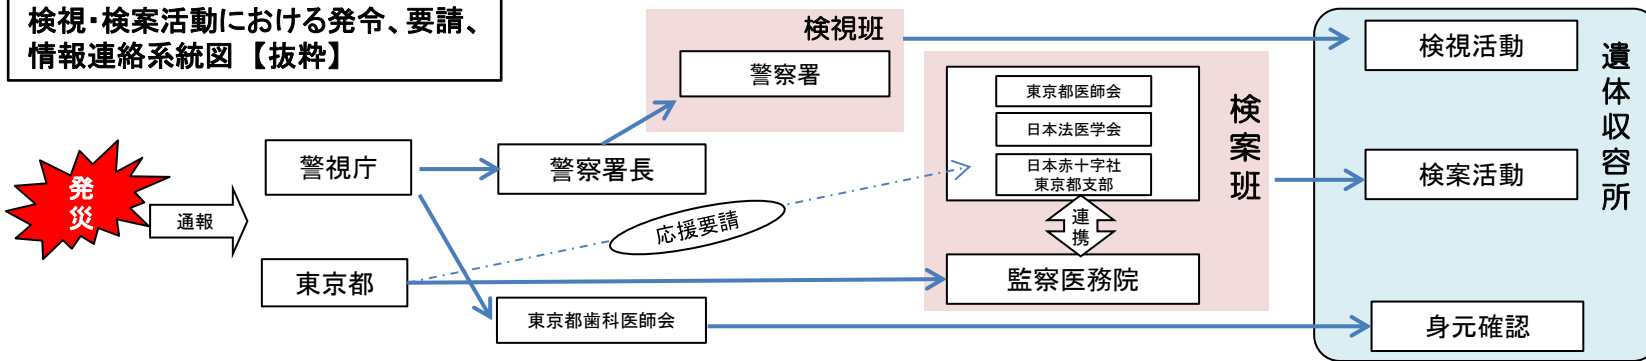 検視・検案活動における発令、要請、
情報連絡系統図 【抜粋】
発
災
通報
警視庁
東京都
警察署長
東京都歯科医師会
応援要請
検視班
警察署
東京都医師会
日本法医学会
日本赤十字社
東京都支部
連
携
監察医務院
検案班
検視活動
検案活動
身元確認
遺体収容所